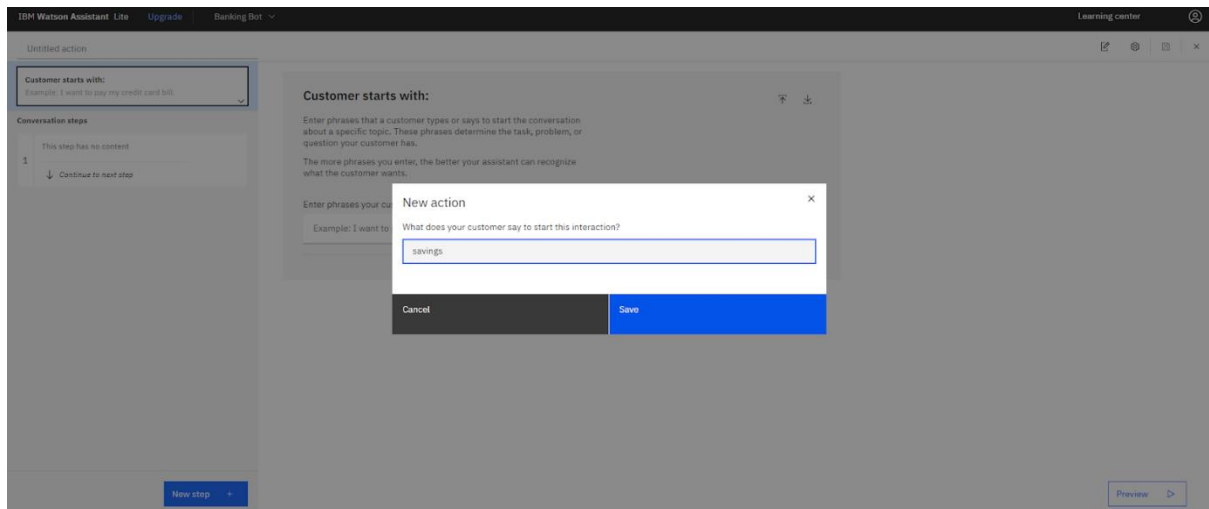 IBM Watson Assistant Lite Upgrade Banking Bot Learning center
Untitled action
Customer starts with:
Example: I want to pay my credit card bill
Conversation steps
1
This step has no content
Continue to next step
New step +
Customer starts with:
Enter phrases that a customer types or says to start the conversation
about a specific topic. These phrases determine the task, problem, or
question your customer has.
The more phrases you enter, the better your assistant can recognize
what the customer wants.
Enter phrases your cu
Example: I want to
New action
What does your customer say to start this interaction?
savings
Cancel Save
Preview